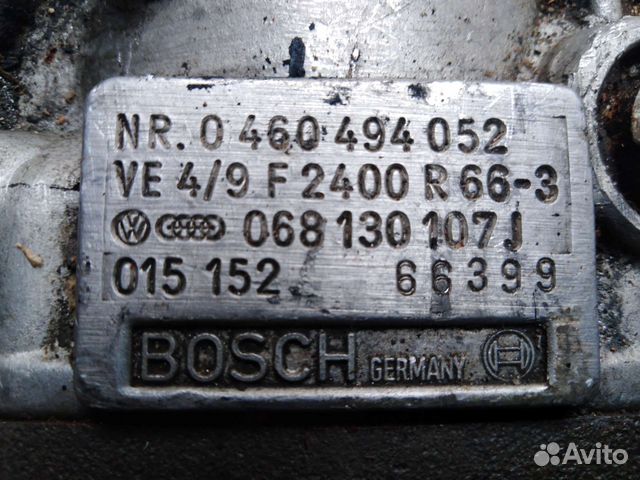 NR. 0 460 494 052
VE 4/9 F 2400 R 66-3
068 130 107J
015 152 66399
BOSCH GERMANY
Avito